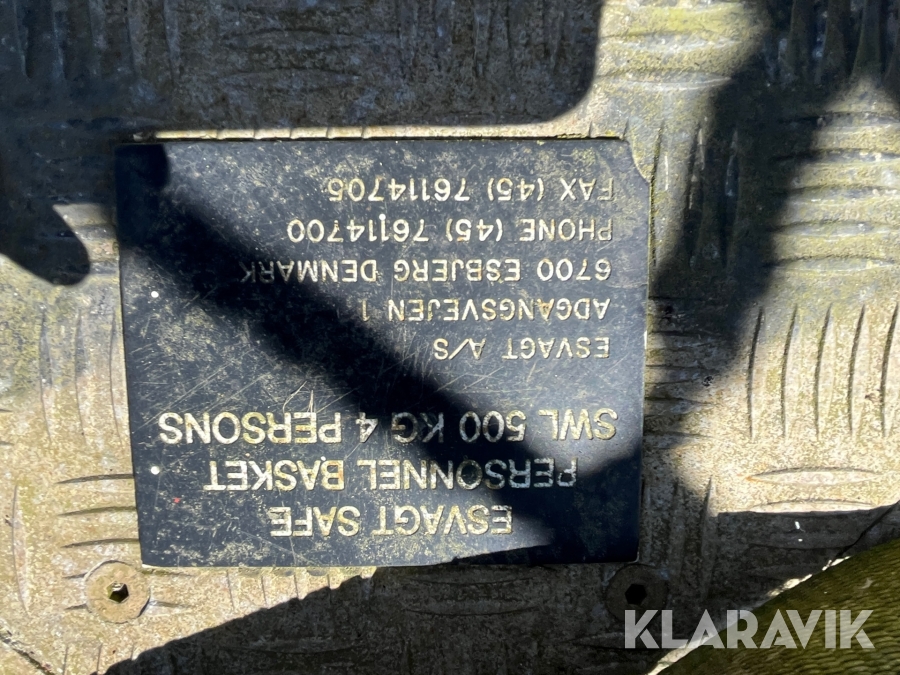 ESVAGT SAFE
PERSONNEL BASKET
SWL 500 KG 4 PERSONS
ESVAGT A/S
ADGANGSVEJEN 1
6700 ESBJERG DENMARK
PHONE (45) 76114700
FAX (45) 76114705
KLARAVIK